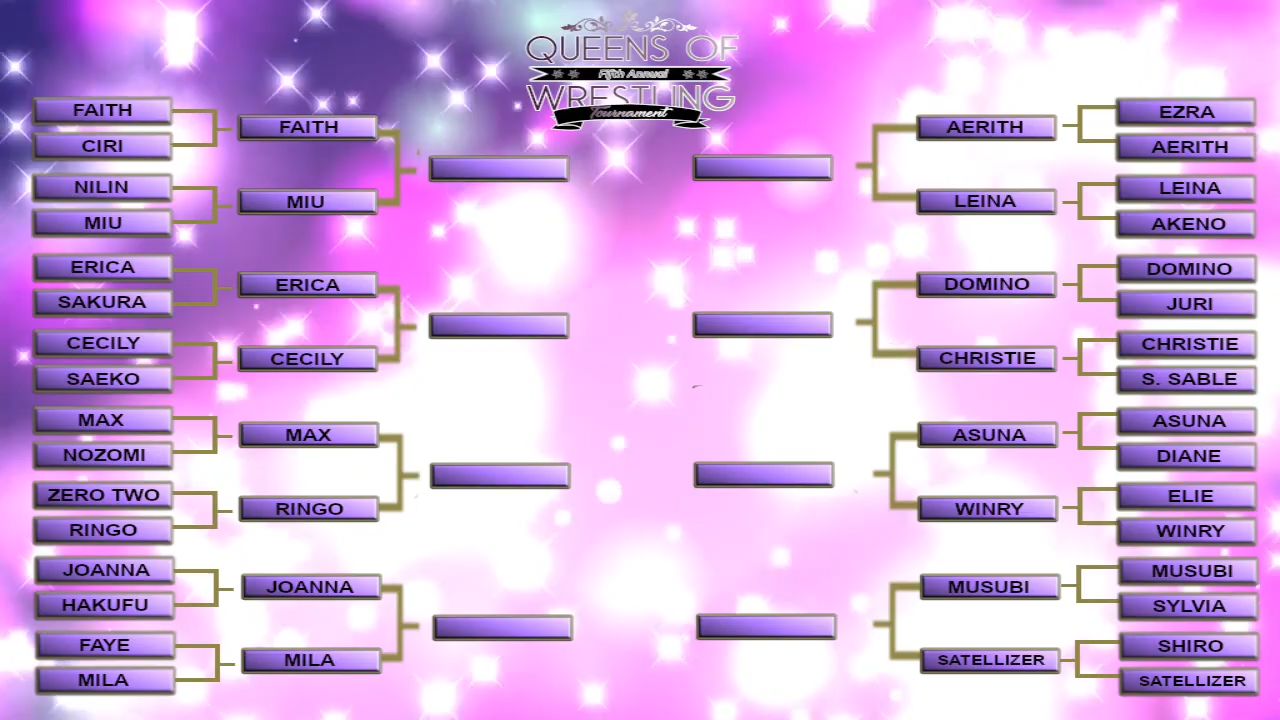 QUEENS OF
Fifth Annual
WRESTLING
Tournament
FAITH
CIRI
NILIN
MIU
ERICA
SAKURA
CECILY
SAEKO
MAX
NOZOMI
ZERO TWO
RINGO
JOANNA
HAKUFU
FAYE
MILA
FAITH
MIU
ERICA
CECILY
MAX
RINGO
JOANNA
MILA
AERITH
LEINA
DOMINO
CHRISTIE
ASUNA
WINRY
MUSUBI
SATELLIZER
EZRA
AERITH
LEINA
AKENO
DOMINO
JURI
CHRISTIE
S. SABLE
ASUNA
DIANE
ELIE
WINRY
MUSUBI
SYLVIA
SHIRO
SATELLIZER